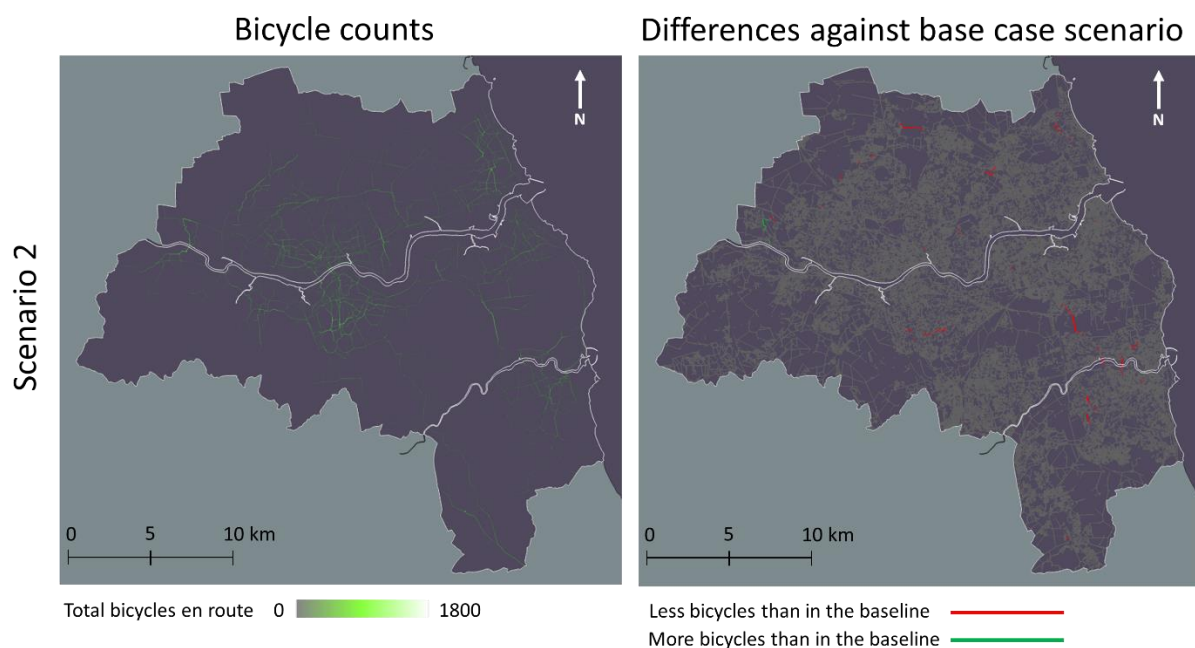 Bicycle counts
Differences against base case scenario
Scenario 2
N
N
0 5 10 km
0 5 10 km
Total bicycles en route 0 1800
Less bicycles than in the baseline
More bicycles than in the baseline